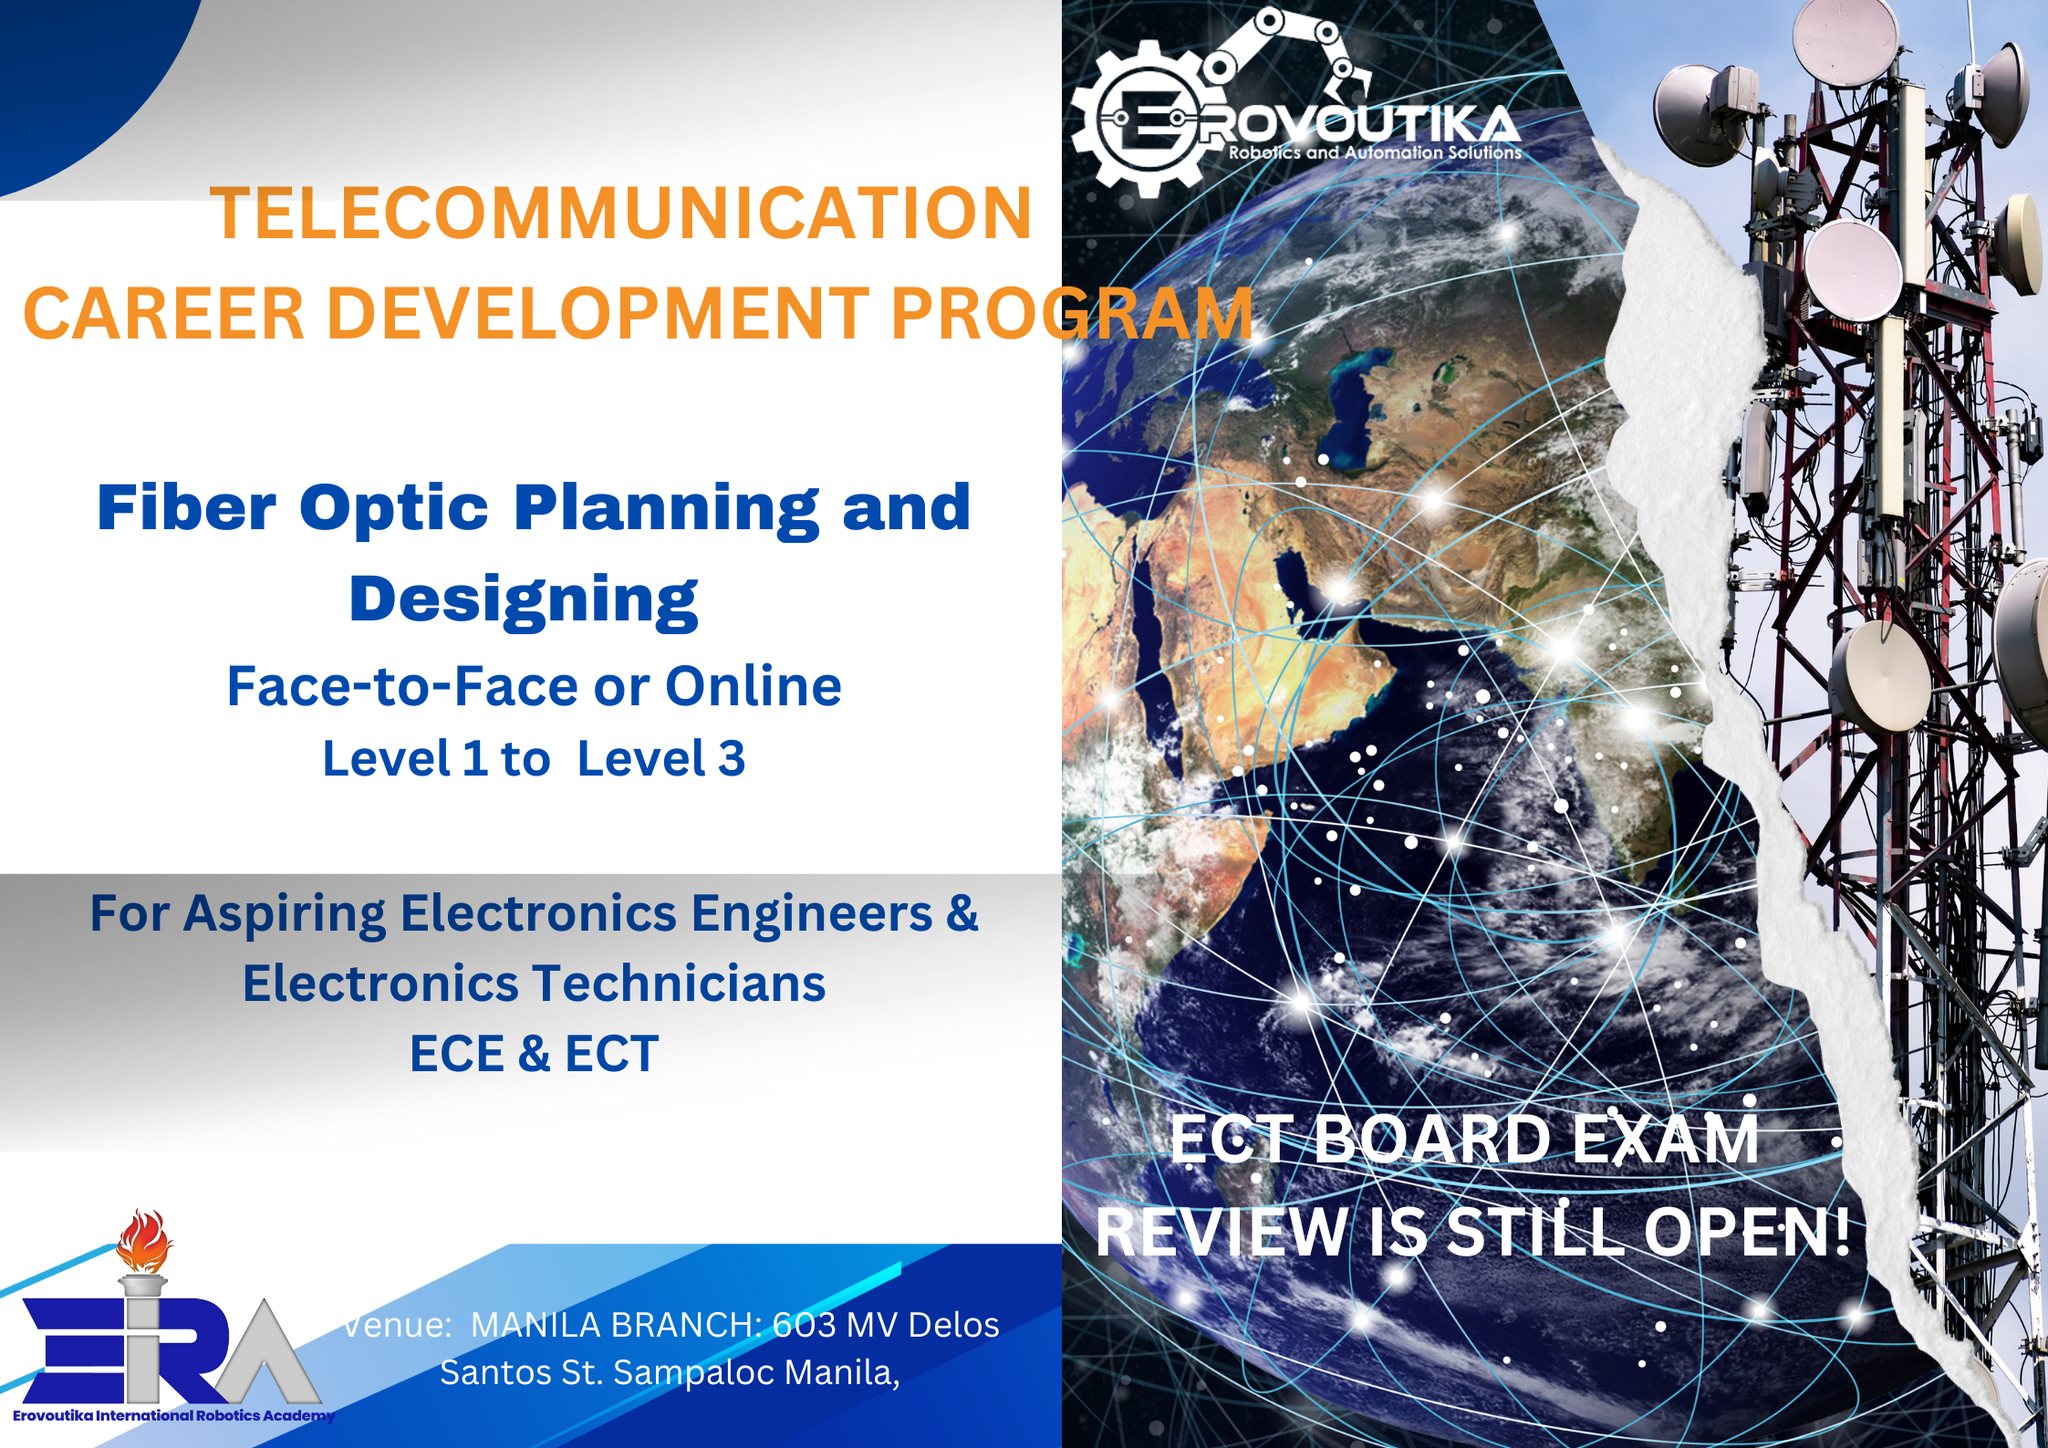 EROVOUTIKA
Robotics and Automation Solutions
TELECOMMUNICATION
CAREER DEVELOPMENT PROGRAM
Fiber Optic Planning and
Designing
Face-to-Face or Online
Level 1 to Level 3
For Aspiring Electronics Engineers &
Electronics Technicians
ECE & ECT
ECT BOARD EXAM
REVIEW IS STILL OPEN!
ERA
Erovoutika International Robotics Academy
Venue: MANILA BRANCH: 603 MV Delos
Santos St. Sampaloc Manila,